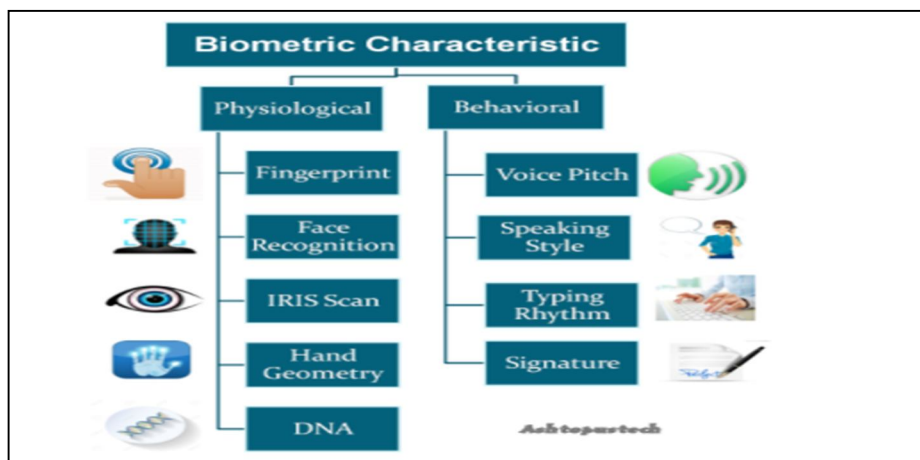 Biometric Characteristic
Physiological
Behavioral
Fingerprint
Face
Recognition
IRIS Scan
Hand
Geometry
DNA
Voice Pitch
Speaking
Style
Typing
Rhythm
Signature
Ashtopustech